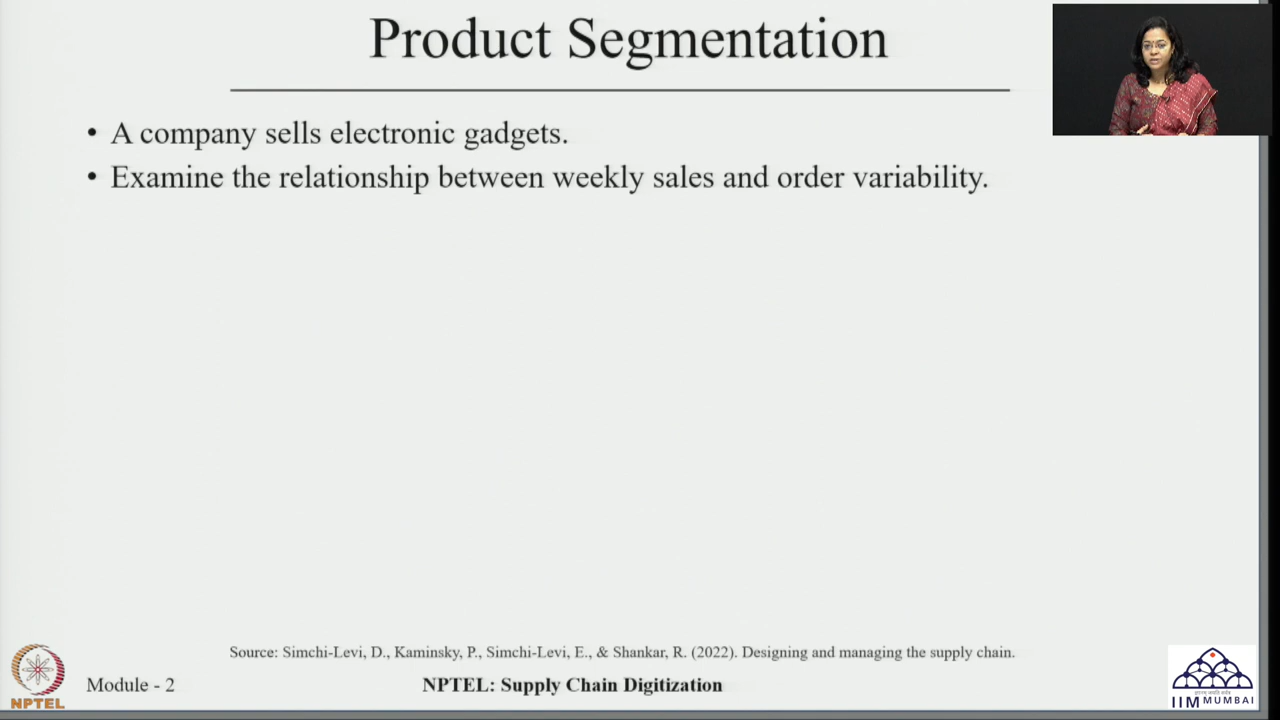 Product Segmentation
• A company sells electronic gadgets.
• Examine the relationship between weekly sales and order variability.
Source: Simchi-Levi, D., Kaminsky, P., Simchi-Levi, E., & Shankar, R. (2022). Designing and managing the supply chain.
NPTEL
Module - 2
NPTEL: Supply Chain Digitization
IIM MUMBAI